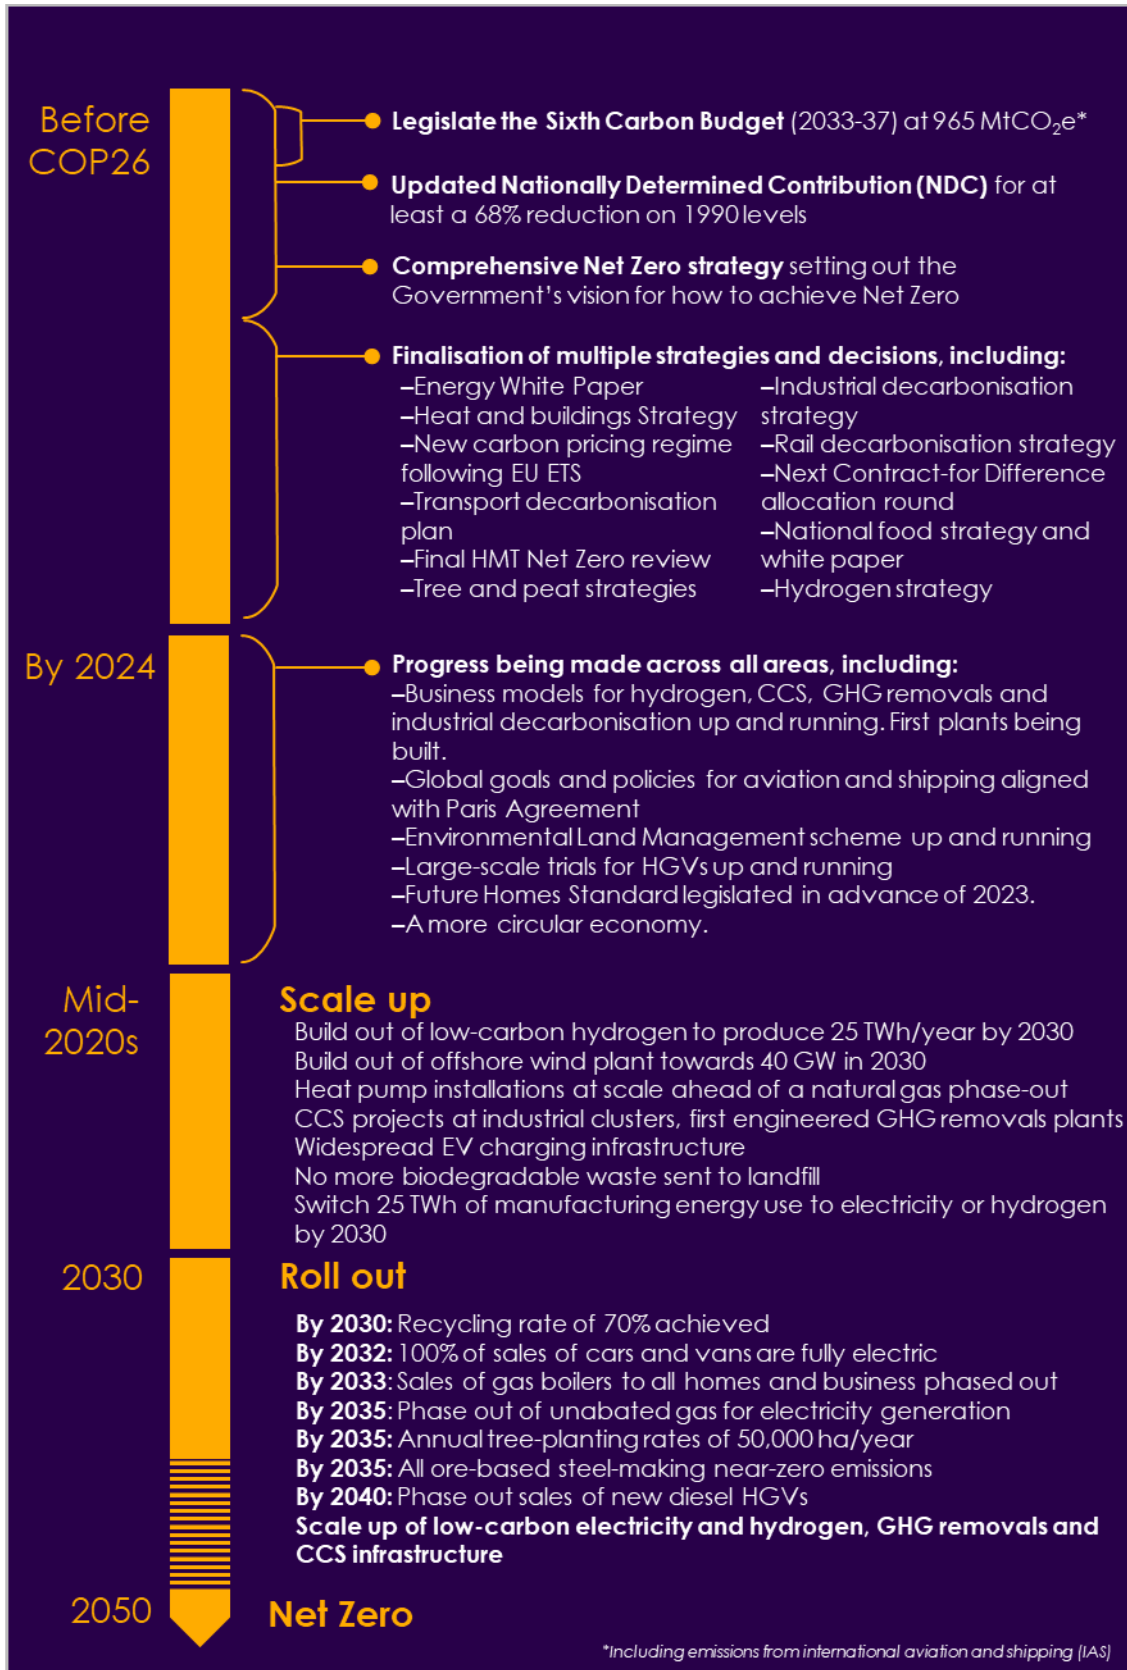 Before
COP26
Legislate the Sixth Carbon Budget (2033-37) at 965 MtCO₂e*
Updated Nationally Determined Contribution (NDC) for at
least a 68% reduction on 1990 levels
Comprehensive Net Zero strategy setting out the
Government's vision for how to achieve Net Zero
Finalisation of multiple strategies and decisions, including:
–Energy White Paper
–Heat and buildings Strategy
–New carbon pricing regime
following EU ETS
–Transport decarbonisation
plan
–Final HMT Net Zero review
–Tree and peat strategies
–Industrial decarbonisation
strategy
–Rail decarbonisation strategy
–Next Contract-for Difference
allocation round
–National food strategy and
white paper
–Hydrogen strategy
By 2024
Progress being made across all areas, including:
–Business models for hydrogen, CCS, GHG removals and
industrial decarbonisation up and running. First plants being
built.
–Global goals and policies for aviation and shipping aligned
with Paris Agreement
–Environmental Land Management scheme up and running
–Large-scale trials for HGVs up and running
–Future Homes Standard legislated in advance of 2023.
–A more circular economy.
Mid-
2020s
Scale up
Build out of low-carbon hydrogen to produce 25 TWh/year by 2030
Build out of offshore wind plant towards 40 GW in 2030
Heat pump installations at scale ahead of a natural gas phase-out
CCS projects at industrial clusters, first engineered GHG removals plants
Widespread EV charging infrastructure
No more biodegradable waste sent to landfill
Switch 25 TWh of manufacturing energy use to electricity or hydrogen
by 2030
2030
Roll out
By 2030: Recycling rate of 70% achieved
By 2032: 100% of sales of cars and vans are fully electric
By 2033: Sales of gas boilers to all homes and business phased out
By 2035: Phase out of unabated gas for electricity generation
By 2035: Annual tree-planting rates of 50,000 ha/year
By 2035: All ore-based steel-making near-zero emissions
By 2040: Phase out sales of new diesel HGVs
Scale up of low-carbon electricity and hydrogen, GHG removals and
CCS infrastructure
2050
Net Zero
*Including emissions from international aviation and shipping (IAS)